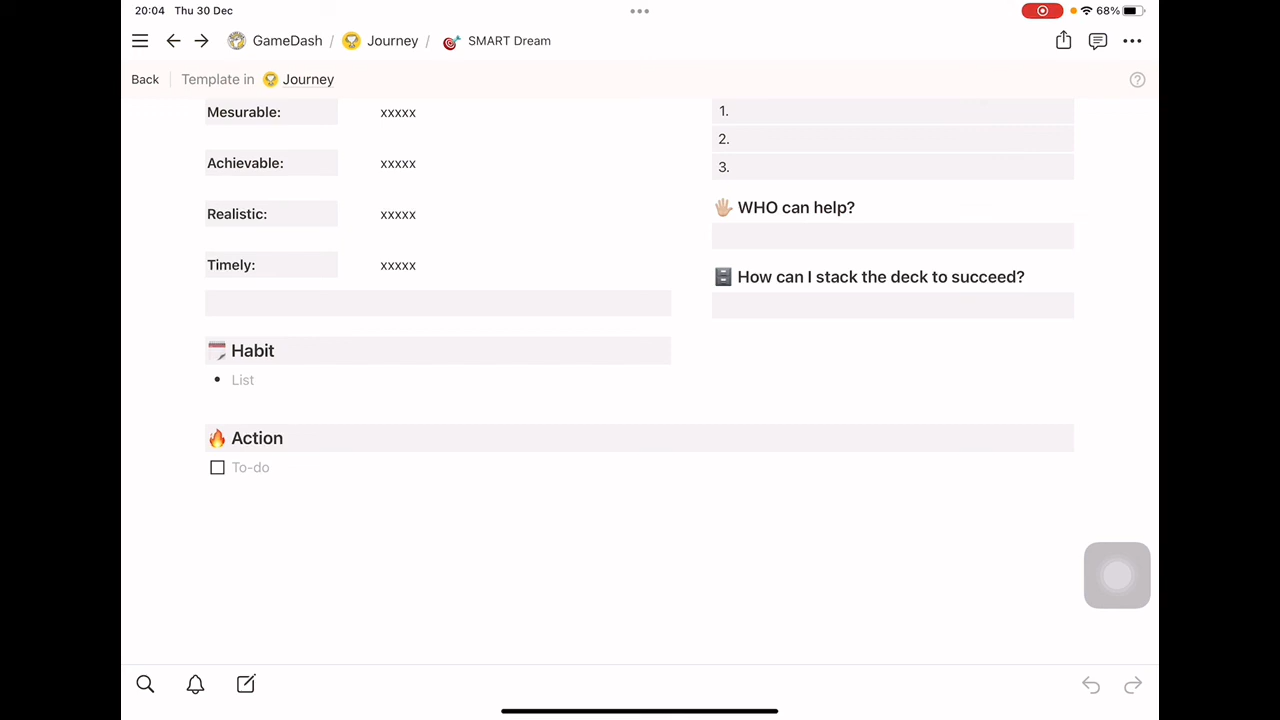 20:04 Thu 30 Dec
68%
GameDash / Journey / SMART Dream
Back Template in Journey
Mesurable: xxxxx
Achievable: xxxxx
Realistic: xxxxx
Timely: xxxxx
Habit
• List
1.
2.
3.
WHO can help?
How can I stack the deck to succeed?
Action
To-do